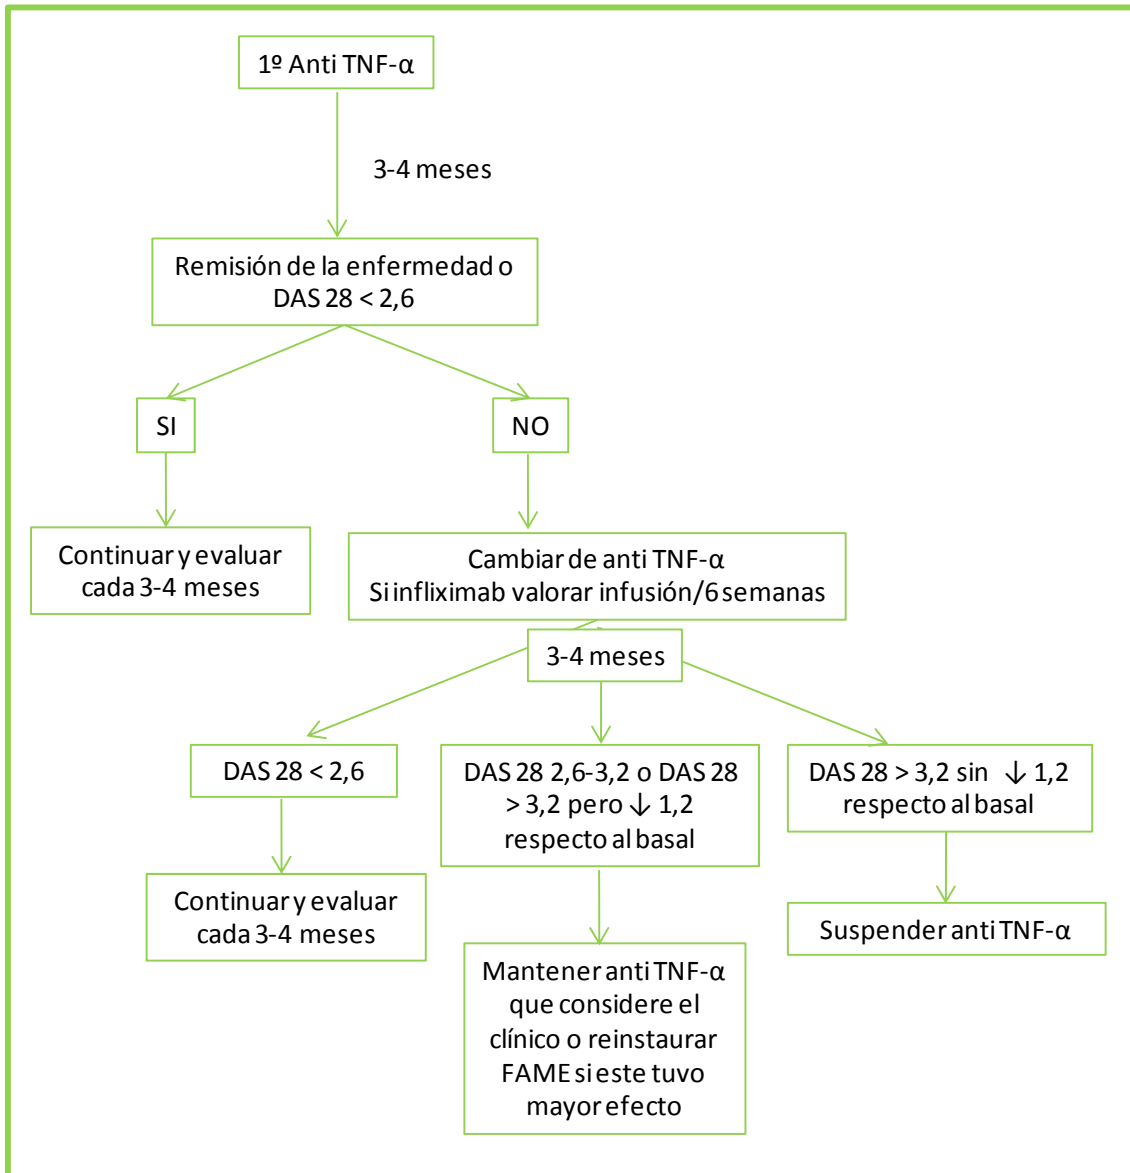 1º Anti TNF-α
3-4 meses
Remisión de la enfermedad o
DAS 28 < 2,6
SI
NO
Continuar y evaluar
cada 3-4 meses
Cambiar de anti TNF-α
Si infliximab valorar infusión/6 semanas
3-4 meses
DAS 28 < 2,6
DAS 28 2,6-3,2 o DAS 28
> 3,2 pero ↓ 1,2
respecto al basal
DAS 28 > 3,2 sin ↓ 1,2
respecto al basal
Continuar y evaluar
cada 3-4 meses
Mantener anti TNF-α
que considere el
clínico o reinstaurar
FAME si este tuvo
mayor efecto
Suspender anti TNF-α